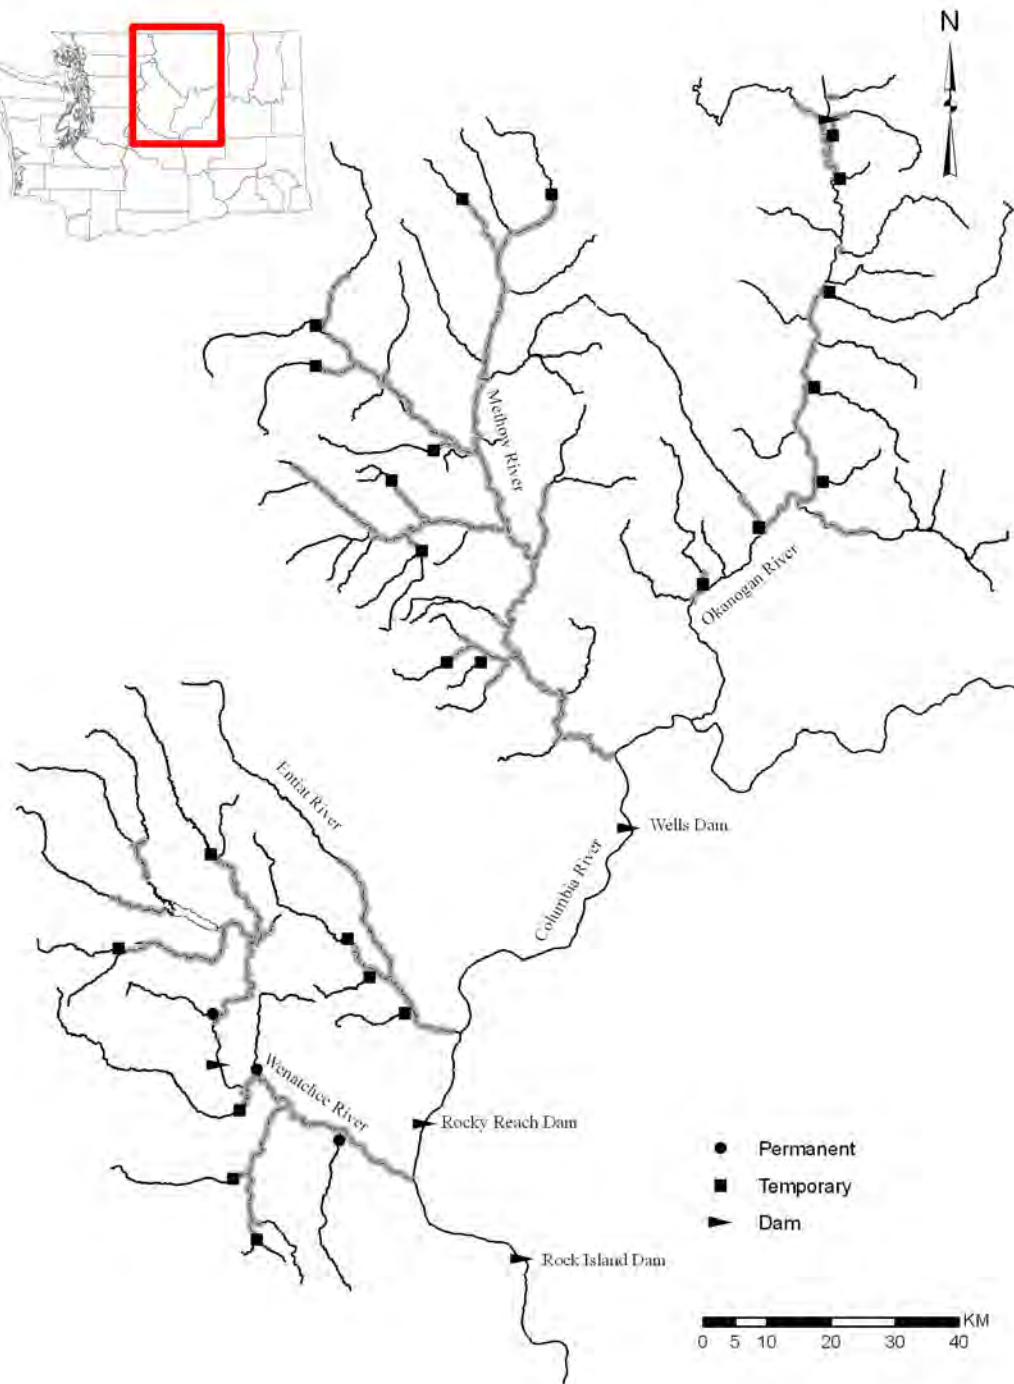 N
Methow River
Okanogan River
Entiat River
Wells Dam
Columbia River
Wenatchee River
Rocky Reach Dam
Permanent
Temporary
Dam
Rock Island Dam
KM
0 5 10 20 30 40